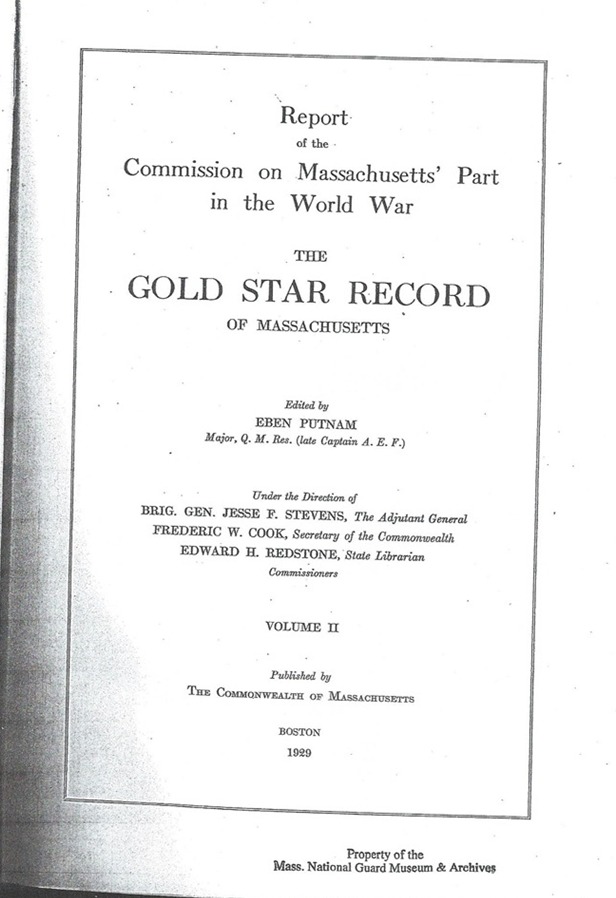 Report
of the
Commission on Massachusetts' Part
in the World War
THE
GOLD STAR RECORD
OF MASSACHUSETTS
Edited by
EBEN PUTNAM
Major, Q. M. Res. (late Captain A. E. F.)
Under the Direction of
BRIG. GEN. JESSE F. STEVENS, The Adjutant General
FREDERIC W. COOK, Secretary of the Commonwealth
EDWARD H. REDSTONE, State Librarian
Commissioners
VOLUME II
Published by
THE COMMONWEALTH OF MASSACHUSETTS
BOSTON
1929
Property of the
Mass. National Guard Museum & Archives